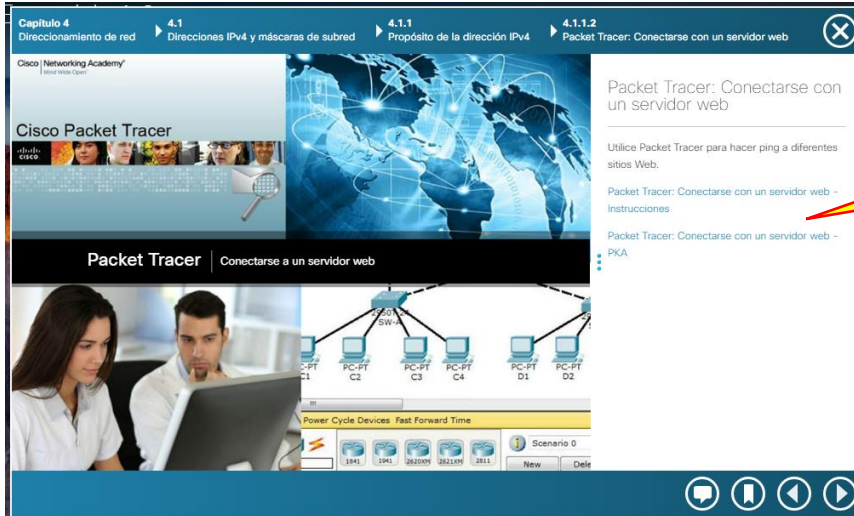 Capítulo 4
Direccionamiento de red
4.1
Direcciones IPv4 y máscaras de subred
4.1.1
Propósito de la dirección IPv4
4.1.1.2
Packet Tracer: Conectarse con un servidor web
Cisco Networking Academy®
Mind Wide Open™
Cisco Packet Tracer
CISCO
Packet Tracer
Conectarse a un servidor web
SW-A
PC-PT
C1
PC-PT
C2
PC-PT
C3
PC-PT
C4
PC-PT
D1
PC-PT
D2
Power Cycle Devices Fast Forward Time
1841
1941
2620XM
2621XM
2811
Scenario 0
New
Dele
Packet Tracer: Conectarse con
un servidor web
Utilice Packet Tracer para hacer ping a diferentes
sitios Web.
Packet Tracer: Conectarse con un servidor web -
Instrucciones
Packet Tracer: Conectarse con un servidor web -
PKA